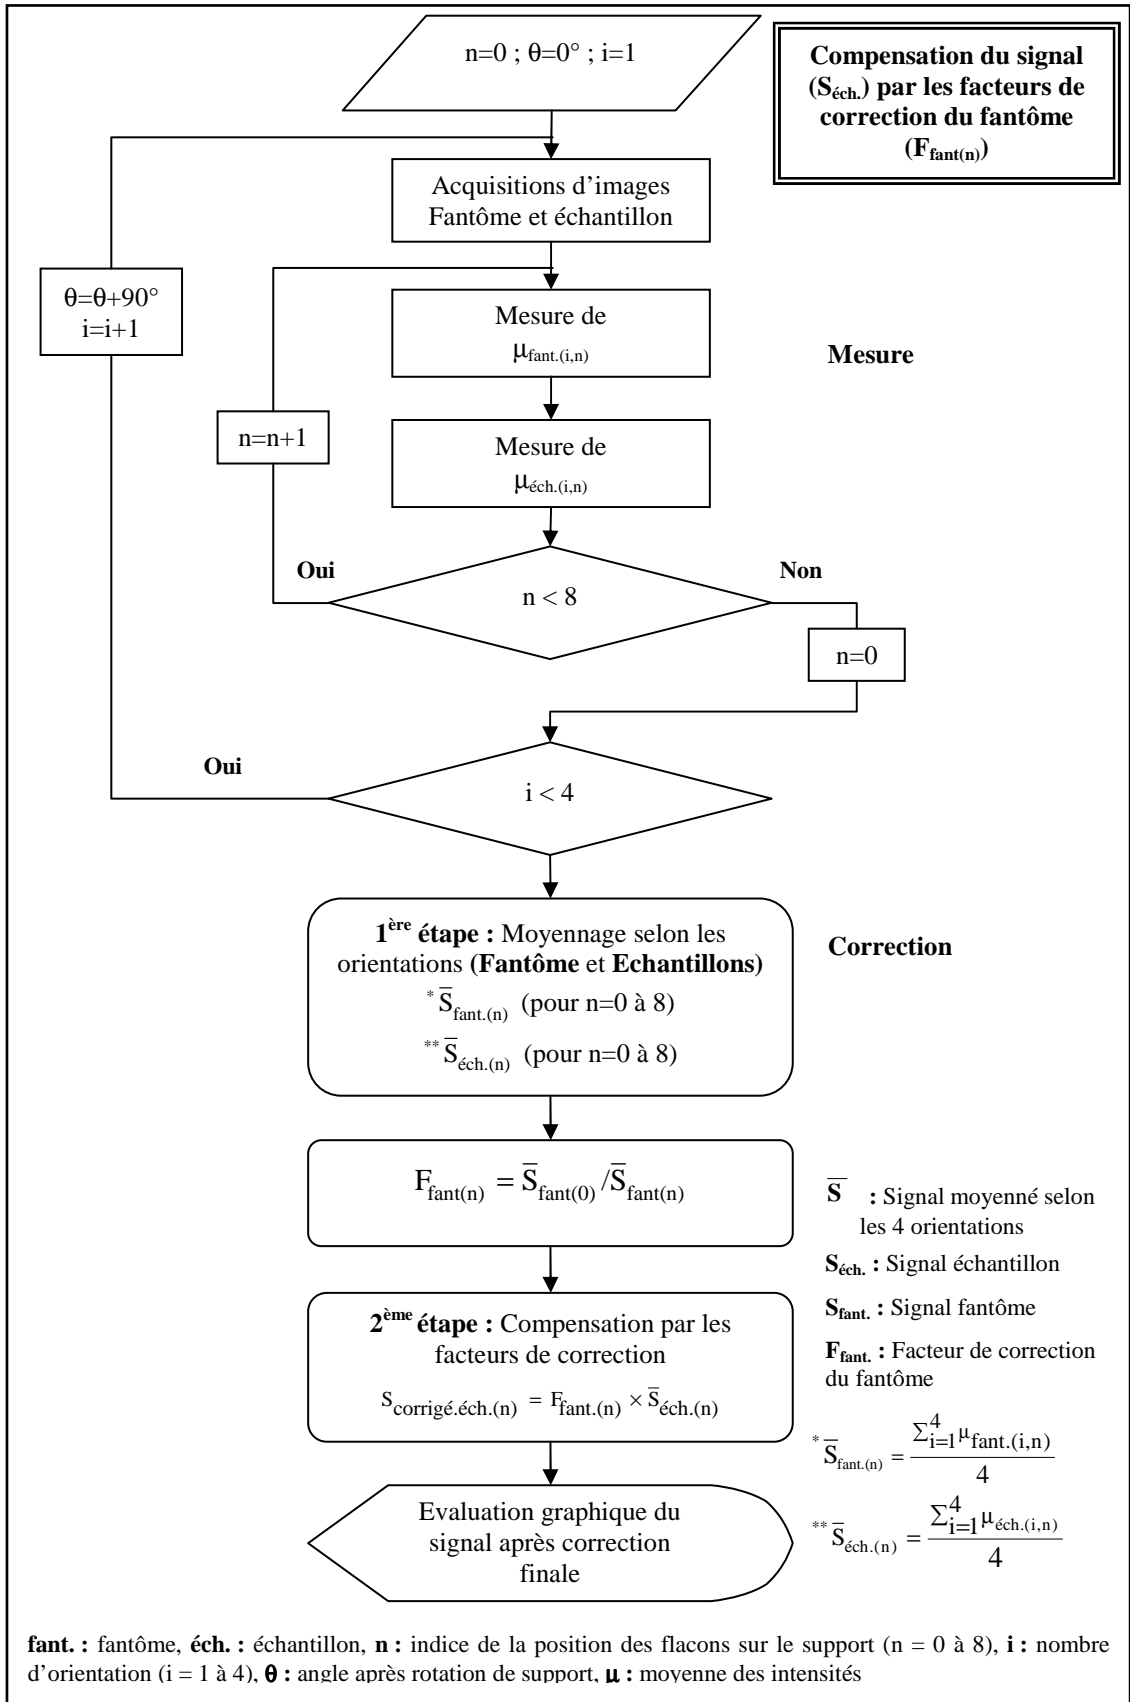 n=0 ; θ=0° ; i=1
Compensation du signal
(Séch.) par les facteurs de
correction du fantôme
(Ffant(n))
Acquisitions d'images
Fantôme et échantillon
θ=θ+90°
i=i+1
Mesure de
μfant.(i,n)
Mesure
n=n+1
Mesure de
μéch.(i,n)
Oui
Non
n < 8
n=0
Oui
i < 4
1ère étape : Moyennage selon les
orientations (Fantôme et Echantillons)
* S̅fant.(n) (pour n=0 à 8)
** S̅éch.(n) (pour n=0 à 8)
Correction
Ffant(n) = S̅fant(0) / S̅fant(n)
S̅ : Signal moyenné selon
les 4 orientations
Séch. : Signal échantillon
Sfant. : Signal fantôme
Ffant. : Facteur de correction
du fantôme
2ème étape : Compensation par les
facteurs de correction
Scorrigé.éch.(n) = Ffant.(n) × S̅éch.(n)
* S̅fant.(n) = ∑4i=1 μfant.(i,n) / 4
** S̅éch.(n) = ∑4i=1 μéch.(i,n) / 4
Evaluation graphique du
signal après correction
finale
fant. : fantôme, éch. : échantillon, n : indice de la position des flacons sur le support (n = 0 à 8), i : nombre
d'orientation (i = 1 à 4), θ : angle après rotation de support, μ : moyenne des intensités